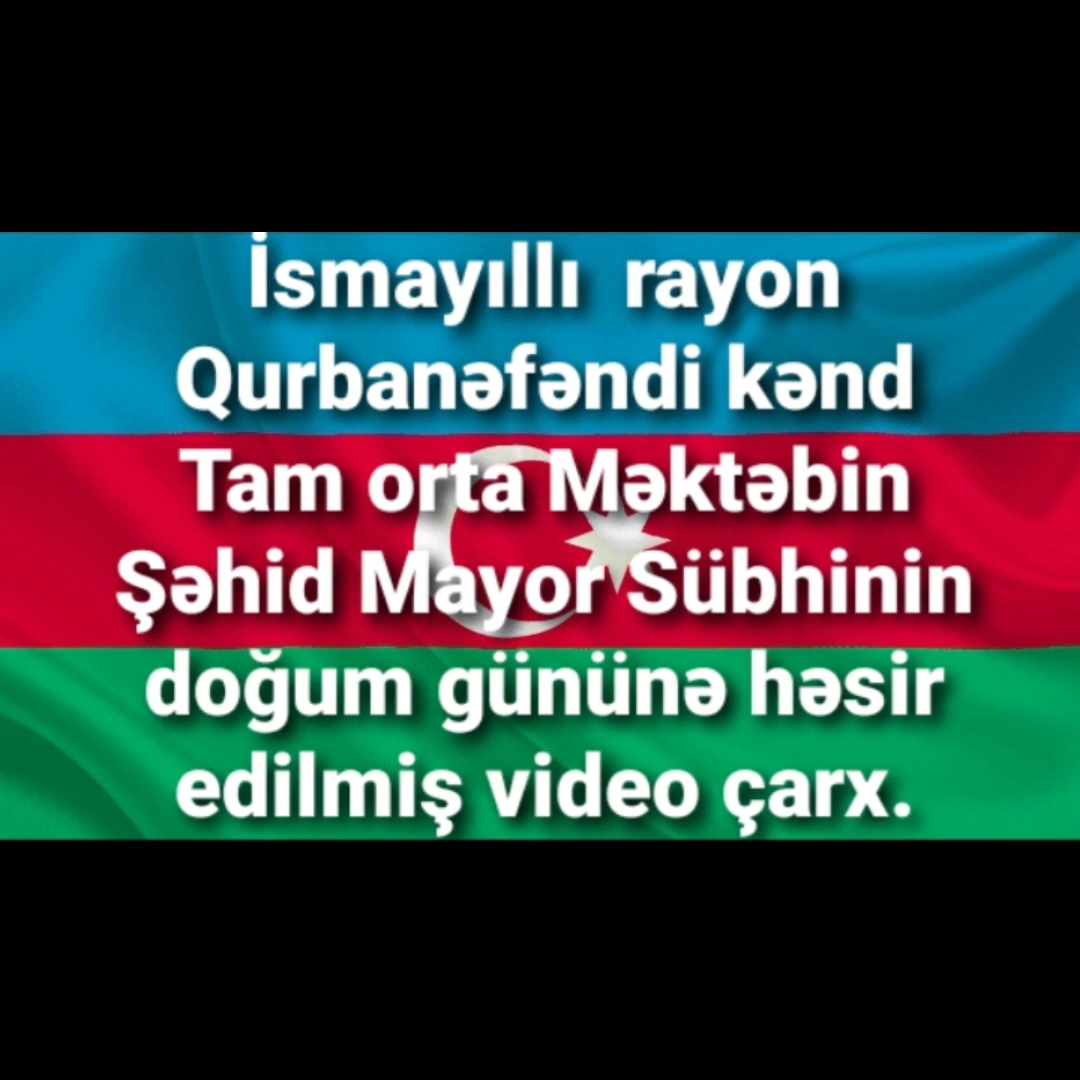 İsmayıllı rayon
Qurbanəfəndi kənd
Tam orta Məktəbin
Şəhid Mayor Sübhinin
doğum gününə həsir
edilmiş video çarx.